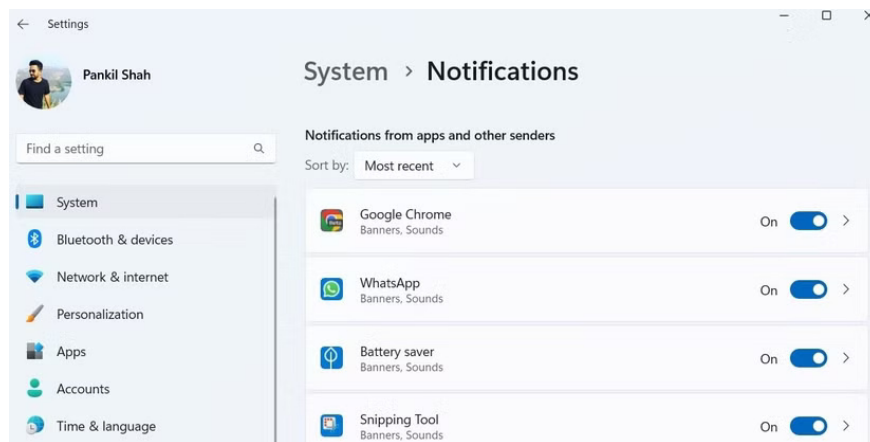 Settings
Pankil Shah
Find a setting
System
Bluetooth & devices
Network & internet
Personalization
Apps
Accounts
Time & language
System > Notifications
Notifications from apps and other senders
Sort by: Most recent
Google Chrome
Banners, Sounds
On
WhatsApp
Banners, Sounds
On
Battery saver
Banners, Sounds
On
Snipping Tool
Banners, Sounds
On